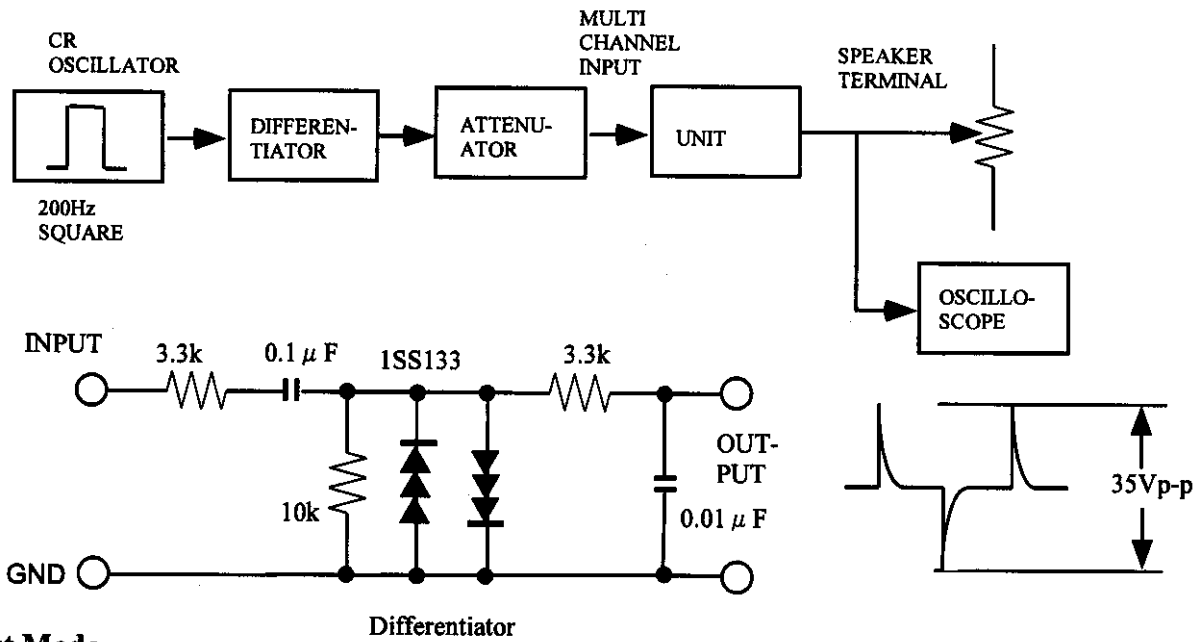 CR
OSCILLATOR
200Hz
SQUARE
DIFFEREN-
TIATOR
ATTENU-
ATOR
MULTI
CHANNEL
INPUT
UNIT
SPEAKER
TERMINAL
OSCILLO-
SCOPE
INPUT
3.3k
0.1 μ F
1SS133
3.3k
10k
OUT-
PUT
0.01 μ F
GND
Differentiator
35Vp-p